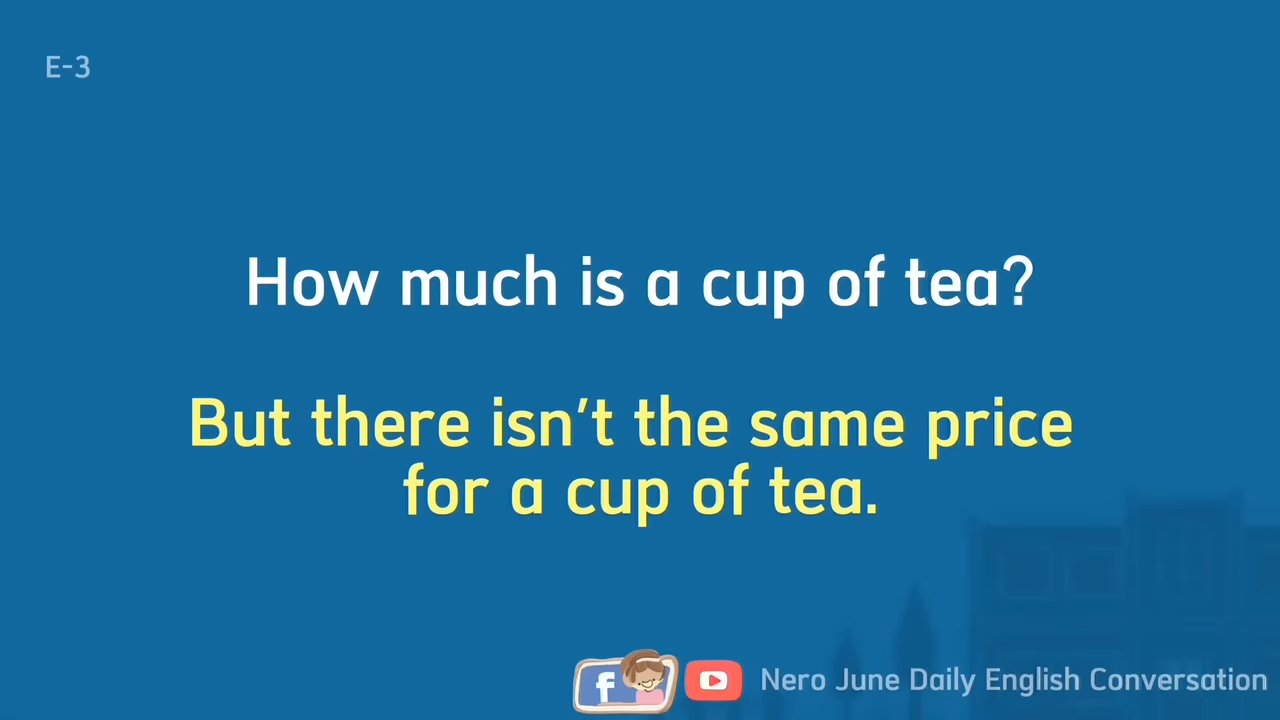 E-3
How much is a cup of tea?
But there isn't the same price
for a cup of tea.
f
Nero June Daily English Conversation